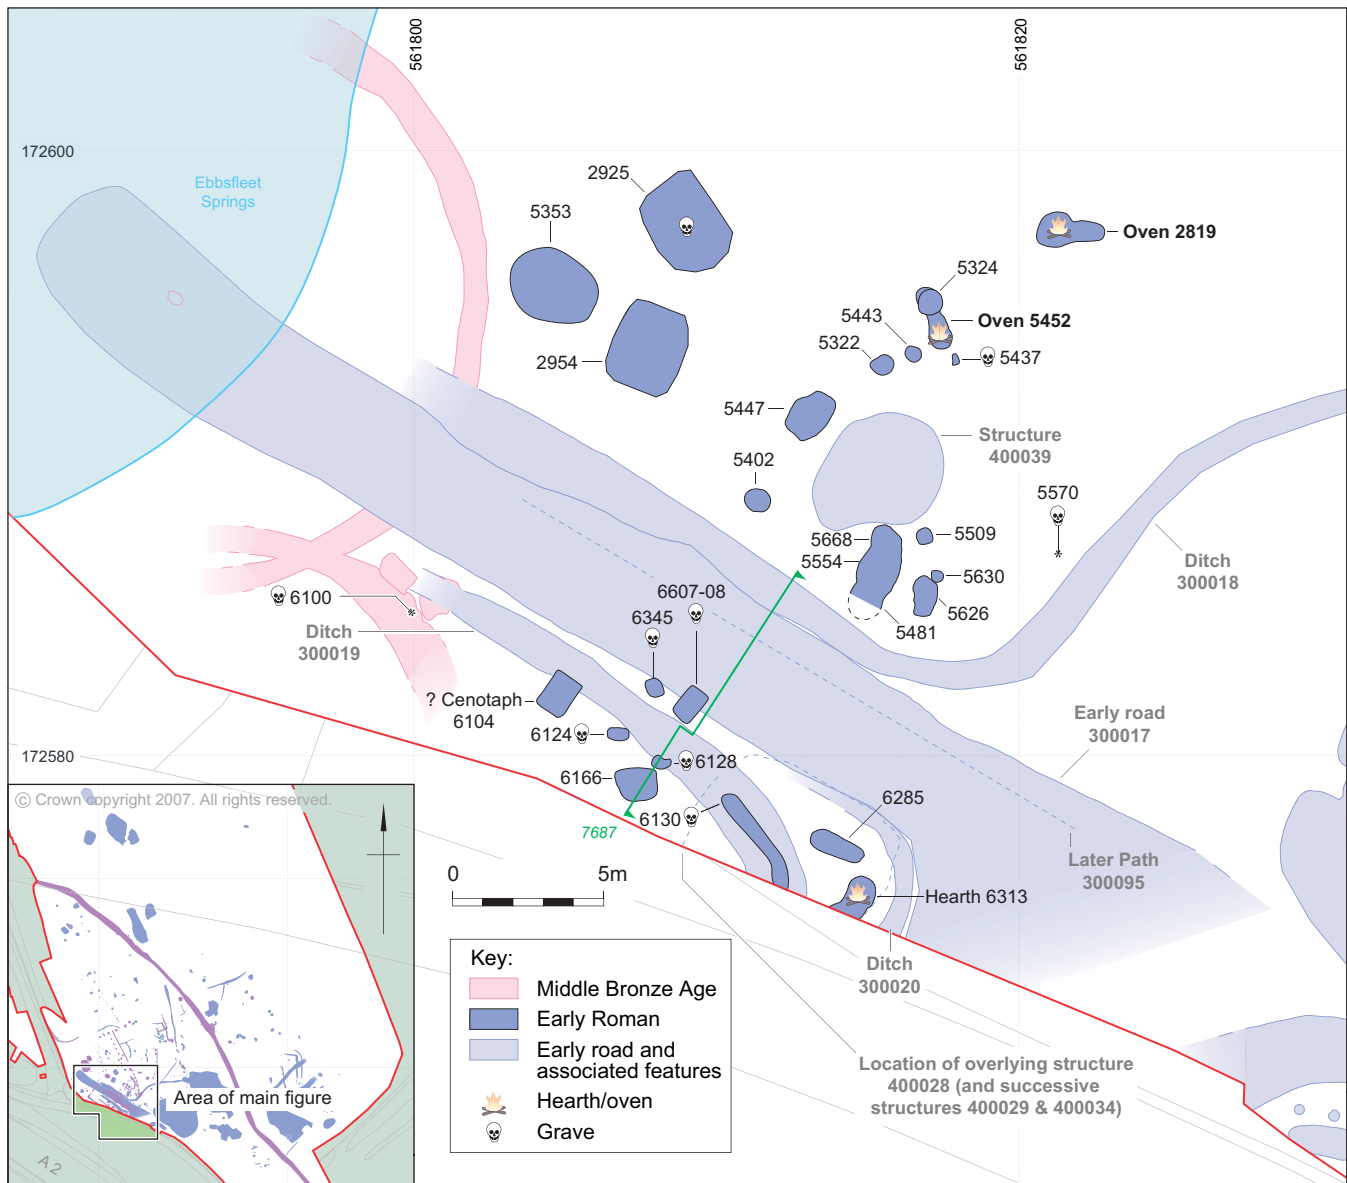 561800
561820
172600
Ebbsfleet
Springs
2925
5353
Oven 2819
5324
5443
Oven 5452
5322
5437
2954
5447
Structure
400039
5402
5570
5668
5509
5554
Ditch
300018
5630
6607-08
5626
6100
6345
5481
Ditch
300019
? Cenotaph
6104
Early road
300017
6124
172580
6128
6166
© Crown copyright 2007. All rights reserved.
6285
6130
7687
Later Path
300095
0
5m
Hearth 6313
Key:
Middle Bronze Age
Early Roman
Early road and
associated features
Hearth/oven
Grave
Ditch
300020
Location of overlying structure
400028 (and successive
structures 400029 & 400034)
Area of main figure
A2